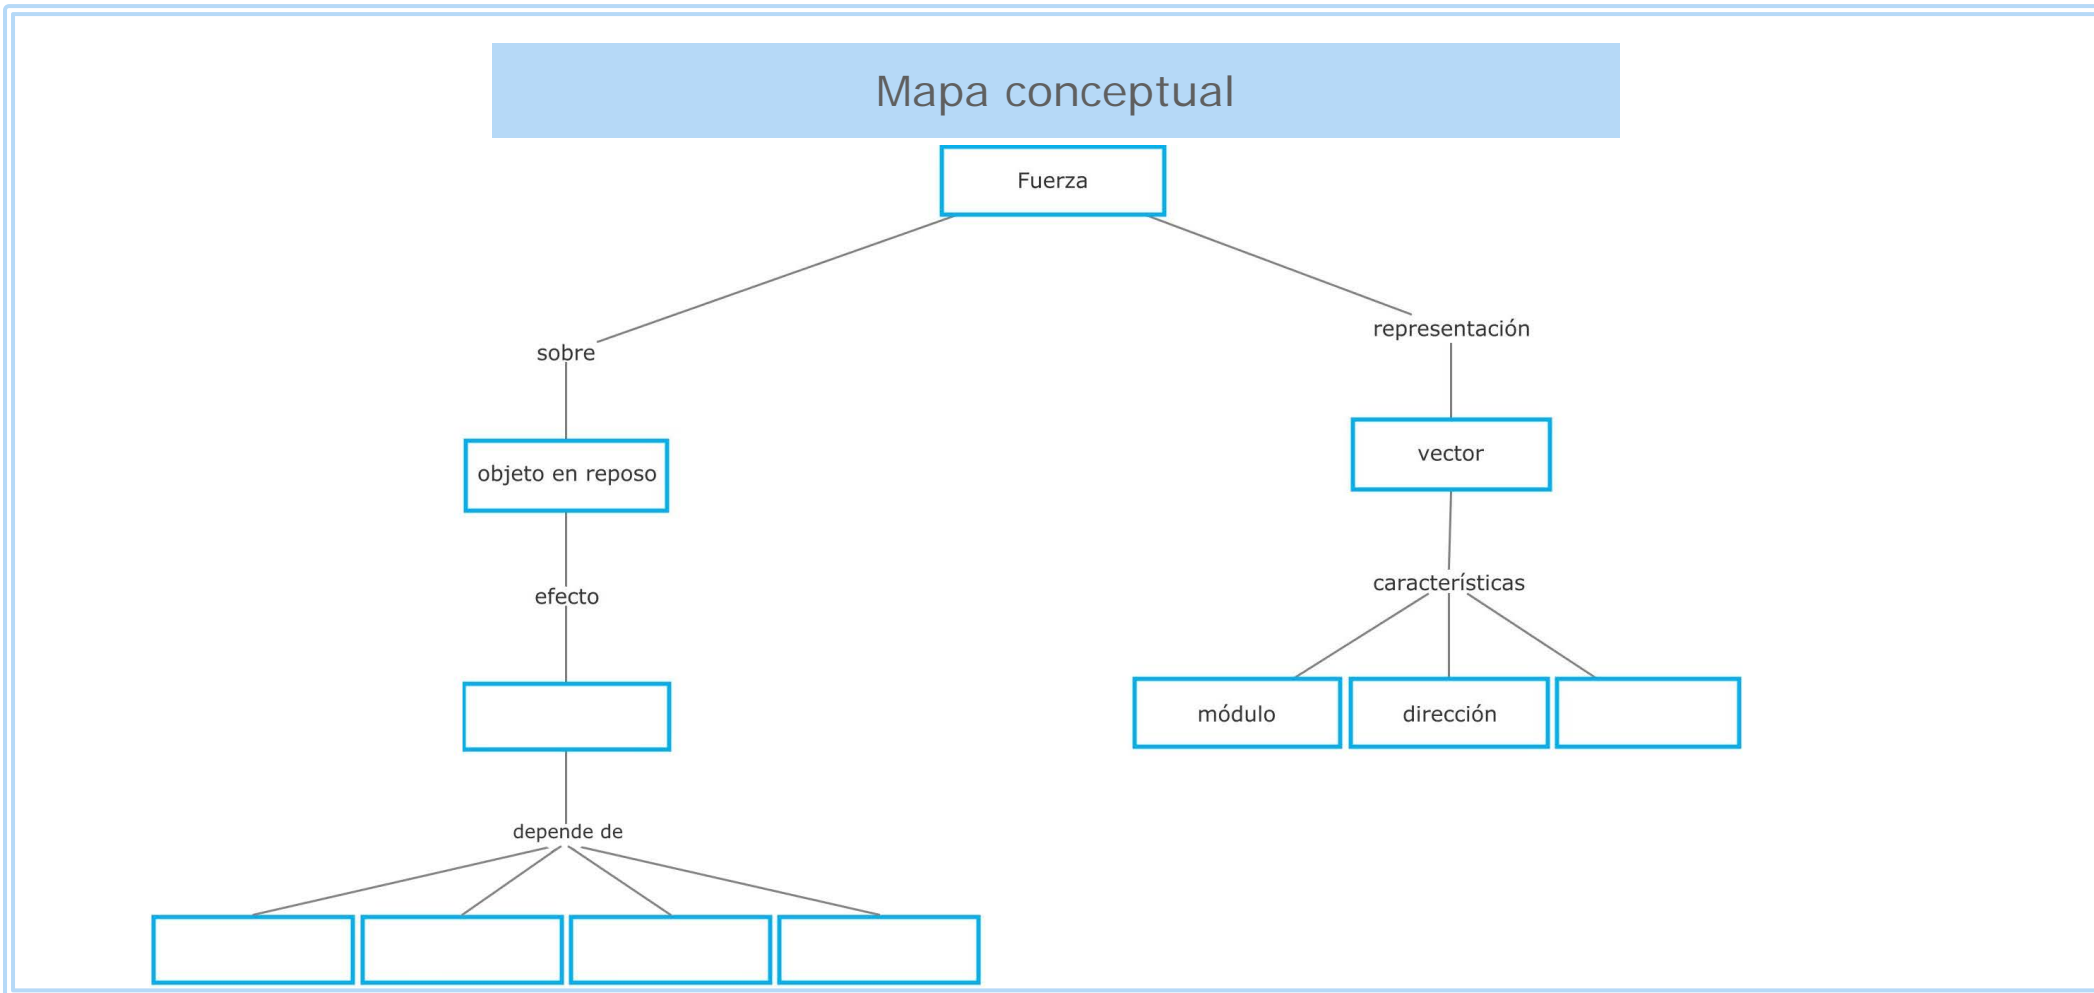 Mapa conceptual
Fuerza
sobre
representación
objeto en reposo
vector
efecto
características
módulo
dirección
depende de